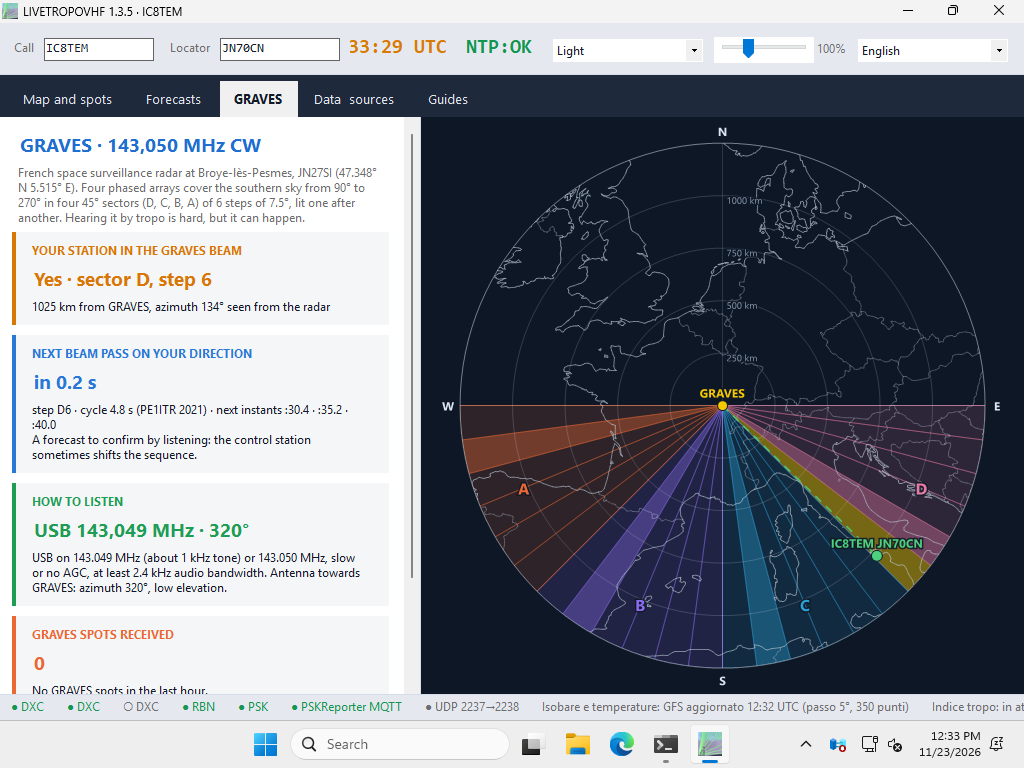 LIVETROPOVHF 1.3.5 · IC8TEM
Call IC8TEM Locator JN70CN 33:29 UTC NTP:OK Light 100% English
Map and spots Forecasts GRAVES Data sources Guides
GRAVES · 143,050 MHz CW
French space surveillance radar at Broye-lès-Pesmes, JN27SI (47.348°
N 5.515° E). Four phased arrays cover the southern sky from 90° to
270° in four 45° sectors (D, C, B, A) of 6 steps of 7.5°, lit one after
another. Hearing it by tropo is hard, but it can happen.
YOUR STATION IN THE GRAVES BEAM
Yes · sector D, step 6
1025 km from GRAVES, azimuth 134° seen from the radar
NEXT BEAM PASS ON YOUR DIRECTION
in 0.2 s
step D6 · cycle 4.8 s (PE1ITR 2021) · next instants :30.4 · :35.2 ·
:40.0
A forecast to confirm by listening: the control station
sometimes shifts the sequence.
HOW TO LISTEN
USB 143,049 MHz · 320°
USB on 143.049 MHz (about 1 kHz tone) or 143.050 MHz, slow
or no AGC, at least 2.4 kHz audio bandwidth. Antenna towards
GRAVES: azimuth 320°, low elevation.
GRAVES SPOTS RECEIVED
0
No GRAVES spots in the last hour.
N
1000 km
750 km
500 km
250 km
GRAVES
W
E
A
D
IC8TEM JN70CN
B
C
S
DXC DXC DXC RBN PSK PSKReporter MQTT UDP 2237→2238 Isobare e temperature: GFS aggiornato 12:32 UTC (passo 5°, 350 punti) Indice tropo: in at
Search
12:33 PM
11/23/2026